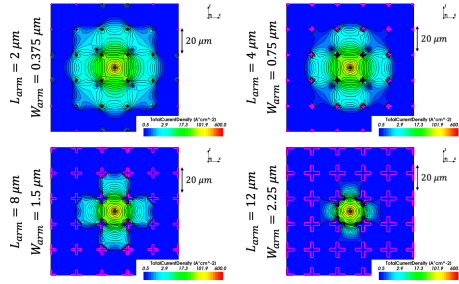 L_arm = 2 μm
W_arm = 0.375 μm
20 μm
TotalCurrentDensity (A*cm^-2)
0.5 2.9 17.3 101.9 600.0
L_arm = 4 μm
W_arm = 0.75 μm
20 μm
TotalCurrentDensity (A*cm^-2)
0.5 2.9 17.3 101.9 600.0
L_arm = 8 μm
W_arm = 1.5 μm
20 μm
TotalCurrentDensity (A*cm^-2)
0.5 2.9 17.3 101.9 600.0
L_arm = 12 μm
W_arm = 2.25 μm
20 μm
TotalCurrentDensity (A*cm^-2)
0.5 2.9 17.3 101.9 600.0